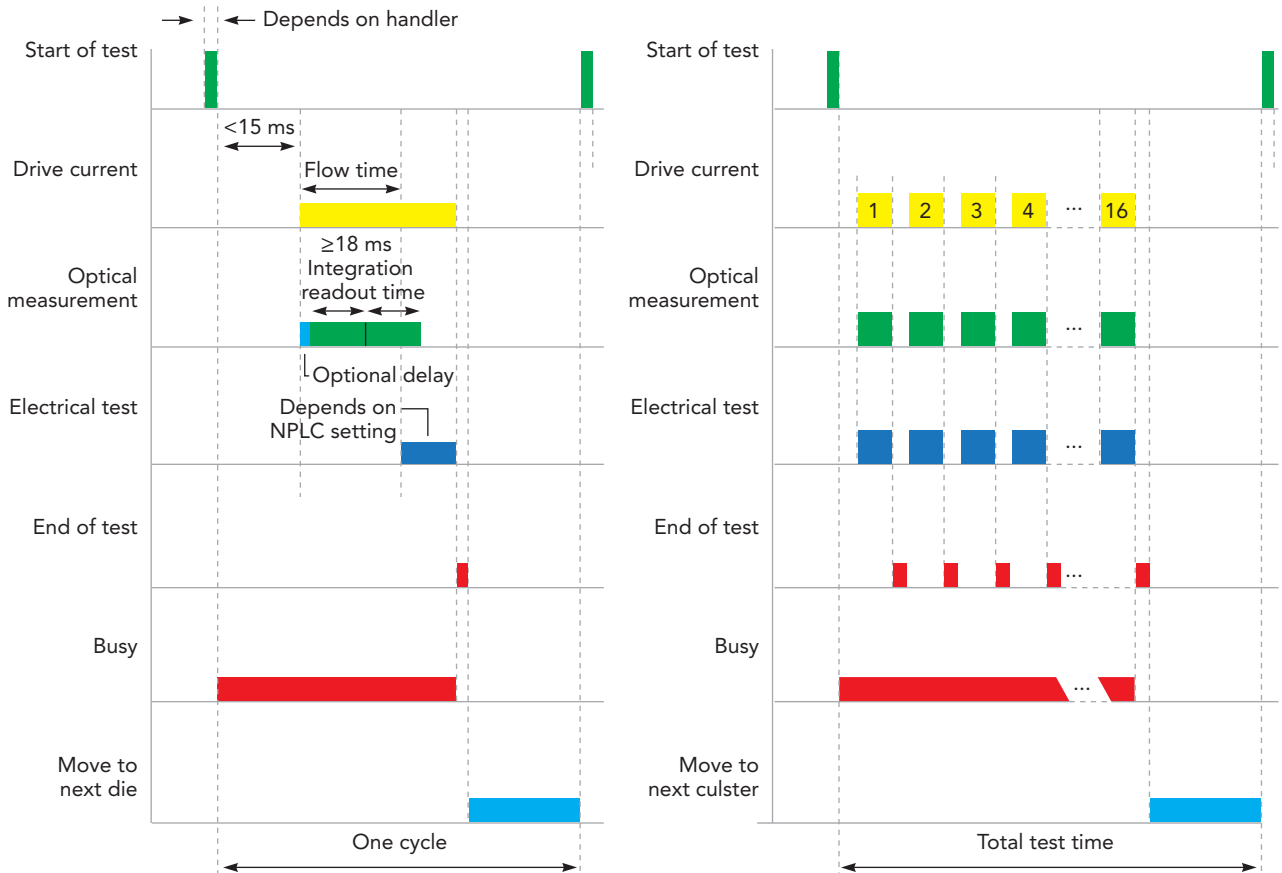 Depends on handler
Start of test
<15 ms
Drive current
Flow time
≥18 ms
Integration
readout time
Optical
measurement
Optional delay
Electrical test
Depends on
NPLC setting
End of test
Busy
Move to
next die
One cycle
Start of test
Drive current
1 2 3 4 ... 16
Optical
measurement
...
Electrical test
...
End of test
...
Busy
...
Move to
next culster
Total test time